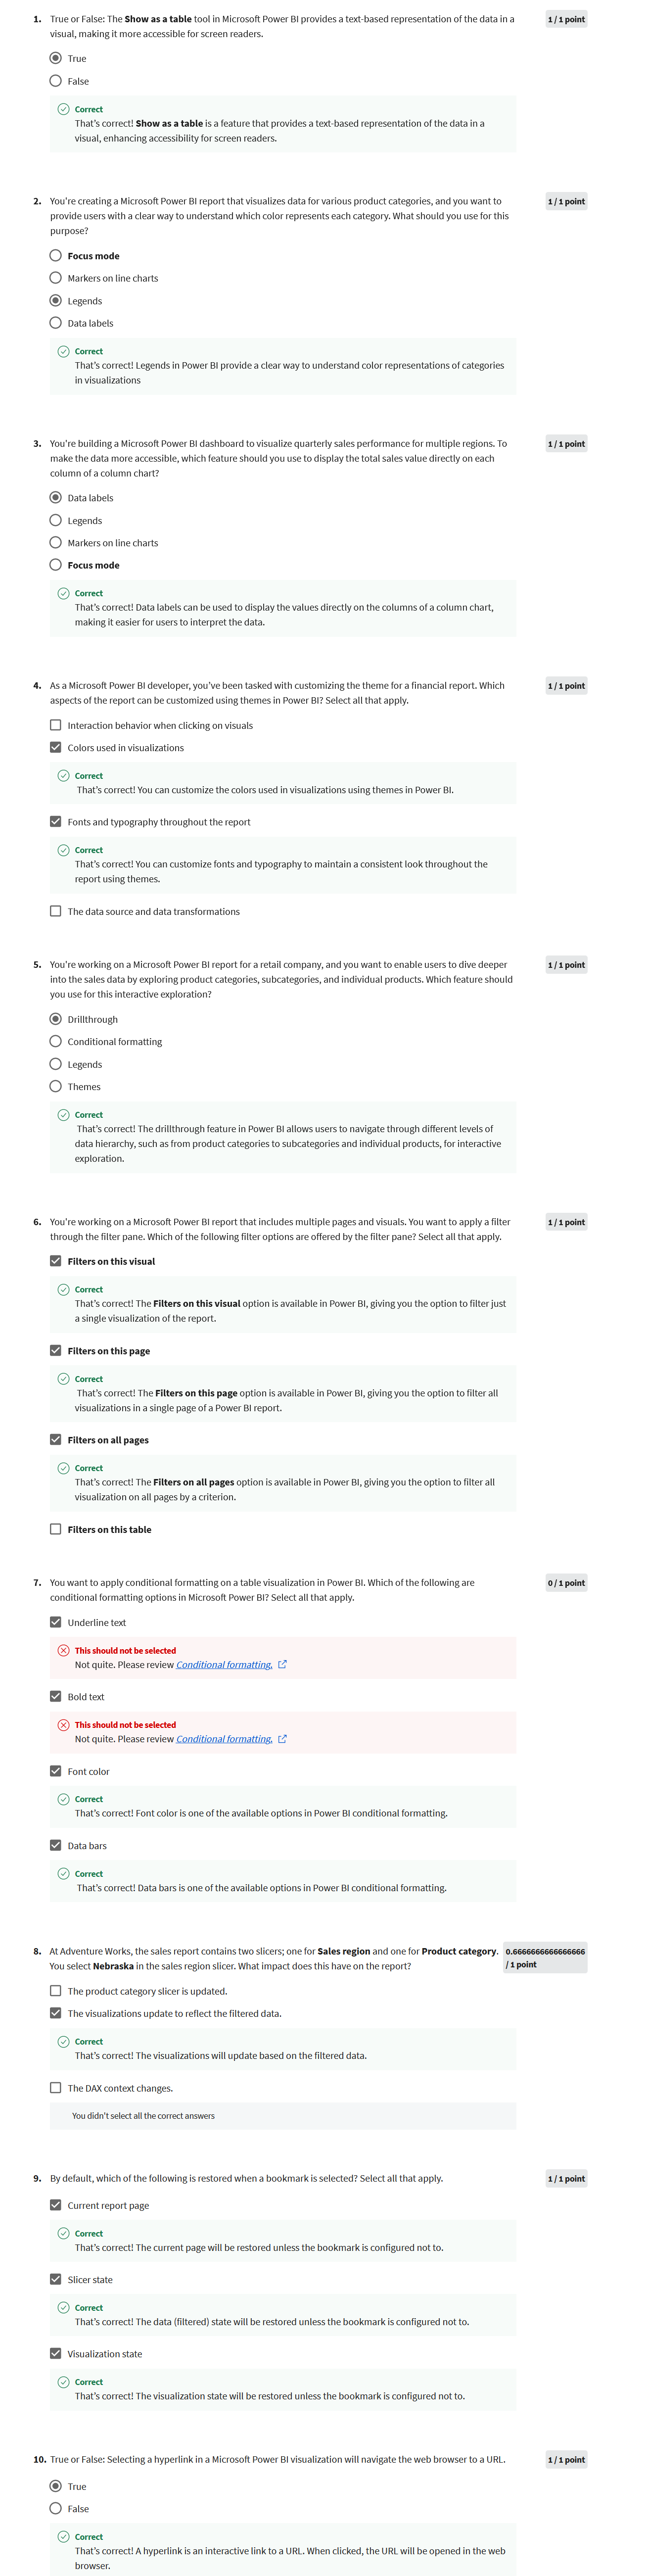 1. True or False: The Show as a table tool in Microsoft Power BI provides a text-based representation of the data in a
visual, making it more accessible for screen readers.
1 / 1 point
True
False
Correct
That's correct! Show as a table is a feature that provides a text-based representation of the data in a
visual, enhancing accessibility for screen readers.
2. You're creating a Microsoft Power BI report that visualizes data for various product categories, and you want to
provide users with a clear way to understand which color represents each category. What should you use for this
purpose?
1 / 1 point
Focus mode
Markers on line charts
Legends
Data labels
Correct
That's correct! Legends in Power BI provide a clear way to understand color representations of categories
in visualizations
3. You're building a Microsoft Power BI dashboard to visualize quarterly sales performance for multiple regions. To
make the data more accessible, which feature should you use to display the total sales value directly on each
column of a column chart?
1 / 1 point
Data labels
Legends
Markers on line charts
Focus mode
Correct
That's correct! Data labels can be used to display the values directly on the columns of a column chart,
making it easier for users to interpret the data.
4. As a Microsoft Power BI developer, you've been tasked with customizing the theme for a financial report. Which
aspects of the report can be customized using themes in Power BI? Select all that apply.
1 / 1 point
Interaction behavior when clicking on visuals
Colors used in visualizations
Correct
That's correct! You can customize the colors used in visualizations using themes in Power BI.
Fonts and typography throughout the report
Correct
That's correct! You can customize fonts and typography to maintain a consistent look throughout the
report using themes.
The data source and data transformations
5. You're working on a Microsoft Power BI report for a retail company, and you want to enable users to dive deeper
into the sales data by exploring product categories, subcategories, and individual products. Which feature should
you use for this interactive exploration?
1 / 1 point
Drillthrough
Conditional formatting
Legends
Themes
Correct
That's correct! The drillthrough feature in Power BI allows users to navigate through different levels of
data hierarchy, such as from product categories to subcategories and individual products, for interactive
exploration.
6. You're working on a Microsoft Power BI report that includes multiple pages and visuals. You want to apply a filter
through the filter pane. Which of the following filter options are offered by the filter pane? Select all that apply.
1 / 1 point
Filters on this visual
Correct
That's correct! The Filters on this visual option is available in Power BI, giving you the option to filter just
a single visualization of the report.
Filters on this page
Correct
That's correct! The Filters on this page option is available in Power BI, giving you the option to filter all
visualizations in a single page of a Power BI report.
Filters on all pages
Correct
That's correct! The Filters on all pages option is available in Power BI, giving you the option to filter all
visualization on all pages by a criterion.
Filters on this table
7. You want to apply conditional formatting on a table visualization in Power BI. Which of the following are
conditional formatting options in Microsoft Power BI? Select all that apply.
0 / 1 point
Underline text
This should not be selected
Not quite. Please review Conditional formatting.
Bold text
This should not be selected
Not quite. Please review Conditional formatting.
Font color
Correct
That's correct! Font color is one of the available options in Power BI conditional formatting.
Data bars
Correct
That's correct! Data bars is one of the available options in Power BI conditional formatting.
8. At Adventure Works, the sales report contains two slicers; one for Sales region and one for Product category.
You select Nebraska in the sales region slicer. What impact does this have on the report?
0.6666666666666666
/ 1 point
The product category slicer is updated.
The visualizations update to reflect the filtered data.
Correct
That's correct! The visualizations will update based on the filtered data.
The DAX context changes.
You didn't select all the correct answers
9. By default, which of the following is restored when a bookmark is selected? Select all that apply.
1 / 1 point
Current report page
Correct
That's correct! The current page will be restored unless the bookmark is configured not to.
Slicer state
Correct
That's correct! The data (filtered) state will be restored unless the bookmark is configured not to.
Visualization state
Correct
That's correct! The visualization state will be restored unless the bookmark is configured not to.
10. True or False: Selecting a hyperlink in a Microsoft Power BI visualization will navigate the web browser to a URL.
1 / 1 point
True
False
Correct
That's correct! A hyperlink is an interactive link to a URL. When clicked, the URL will be opened in the web
browser.